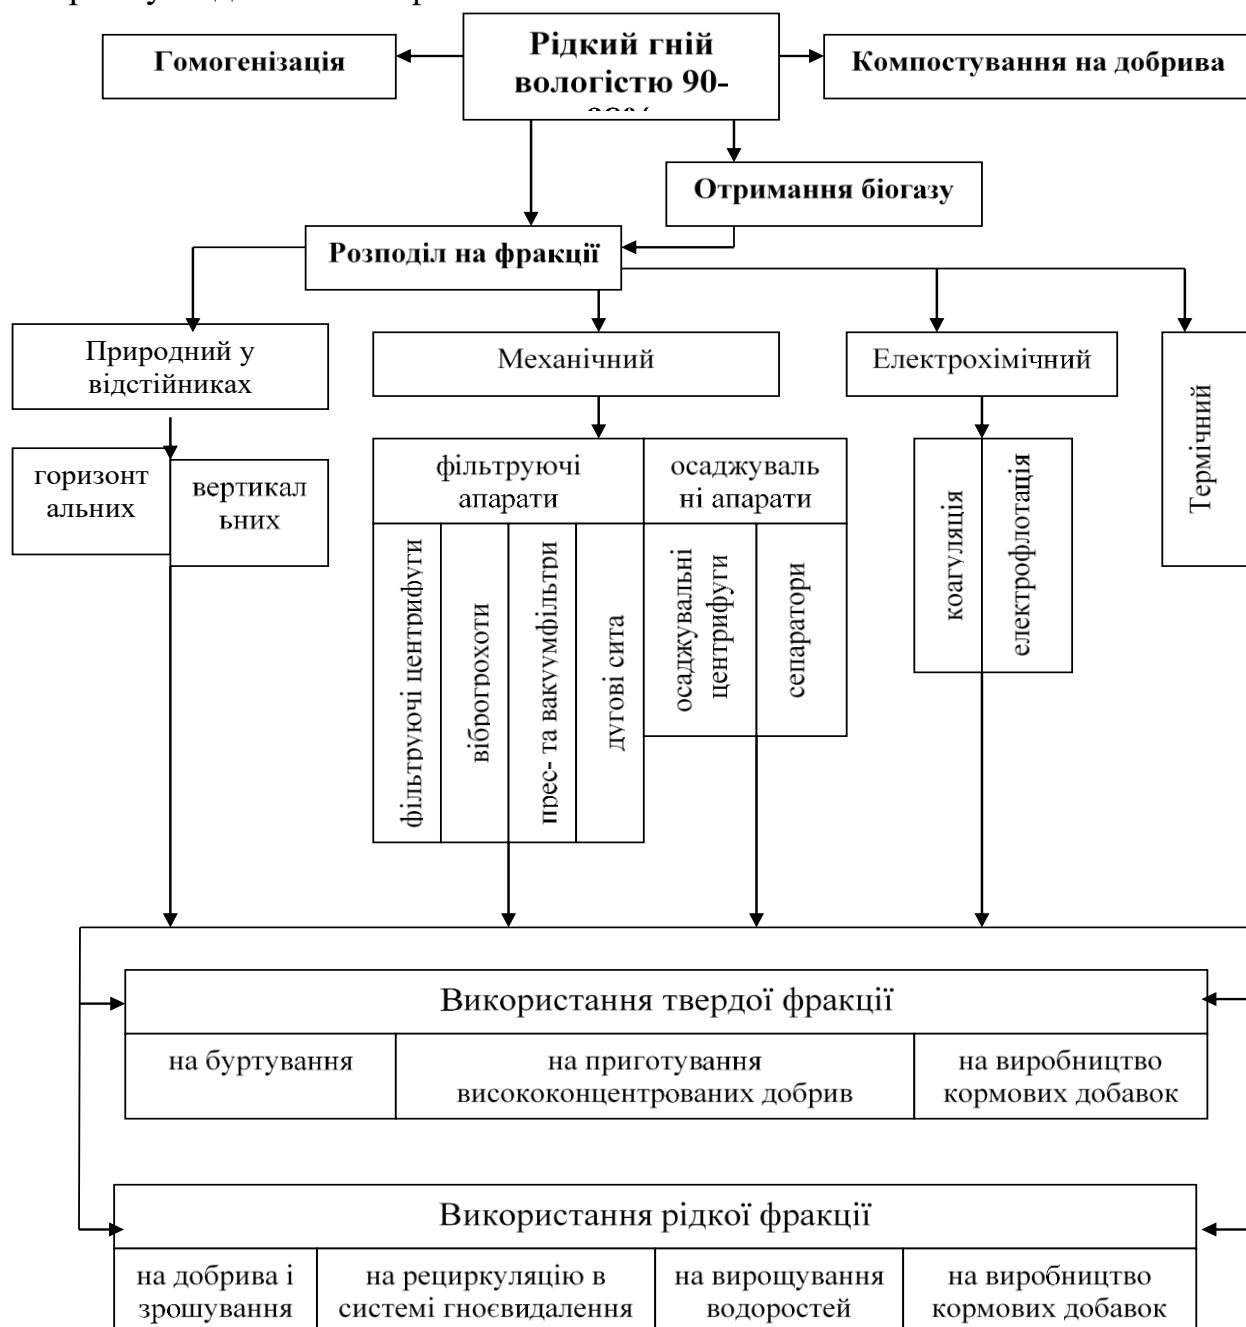 Гомогенізація
Рідкий гній
вологістю 90-
Компостування на добрива
Отримання біогазу
Розподіл на фракції
Природний у
відстійниках
Механічний
Електрохімічний
Термічний
горизонт
альних
вертикал
ьних
фільтруючі
апарати
осаджуваль
ні апарати
фільтруючі центрифуги
віброгрохоти
прес- та вакуумфільтри
дугові сита
осаджувальні
центрифуги
сепаратори
коагуляція
електрофлотація
Використання твердої фракції
на буртування
на приготування
висококонцентрованих добрив
на виробництво
кормових добавок
Використання рідкої фракції
на добрива і
зрошування
на рециркуляцію в
системі гноєвидалення
на вирощування
водоростей
на виробництво
кормових добавок